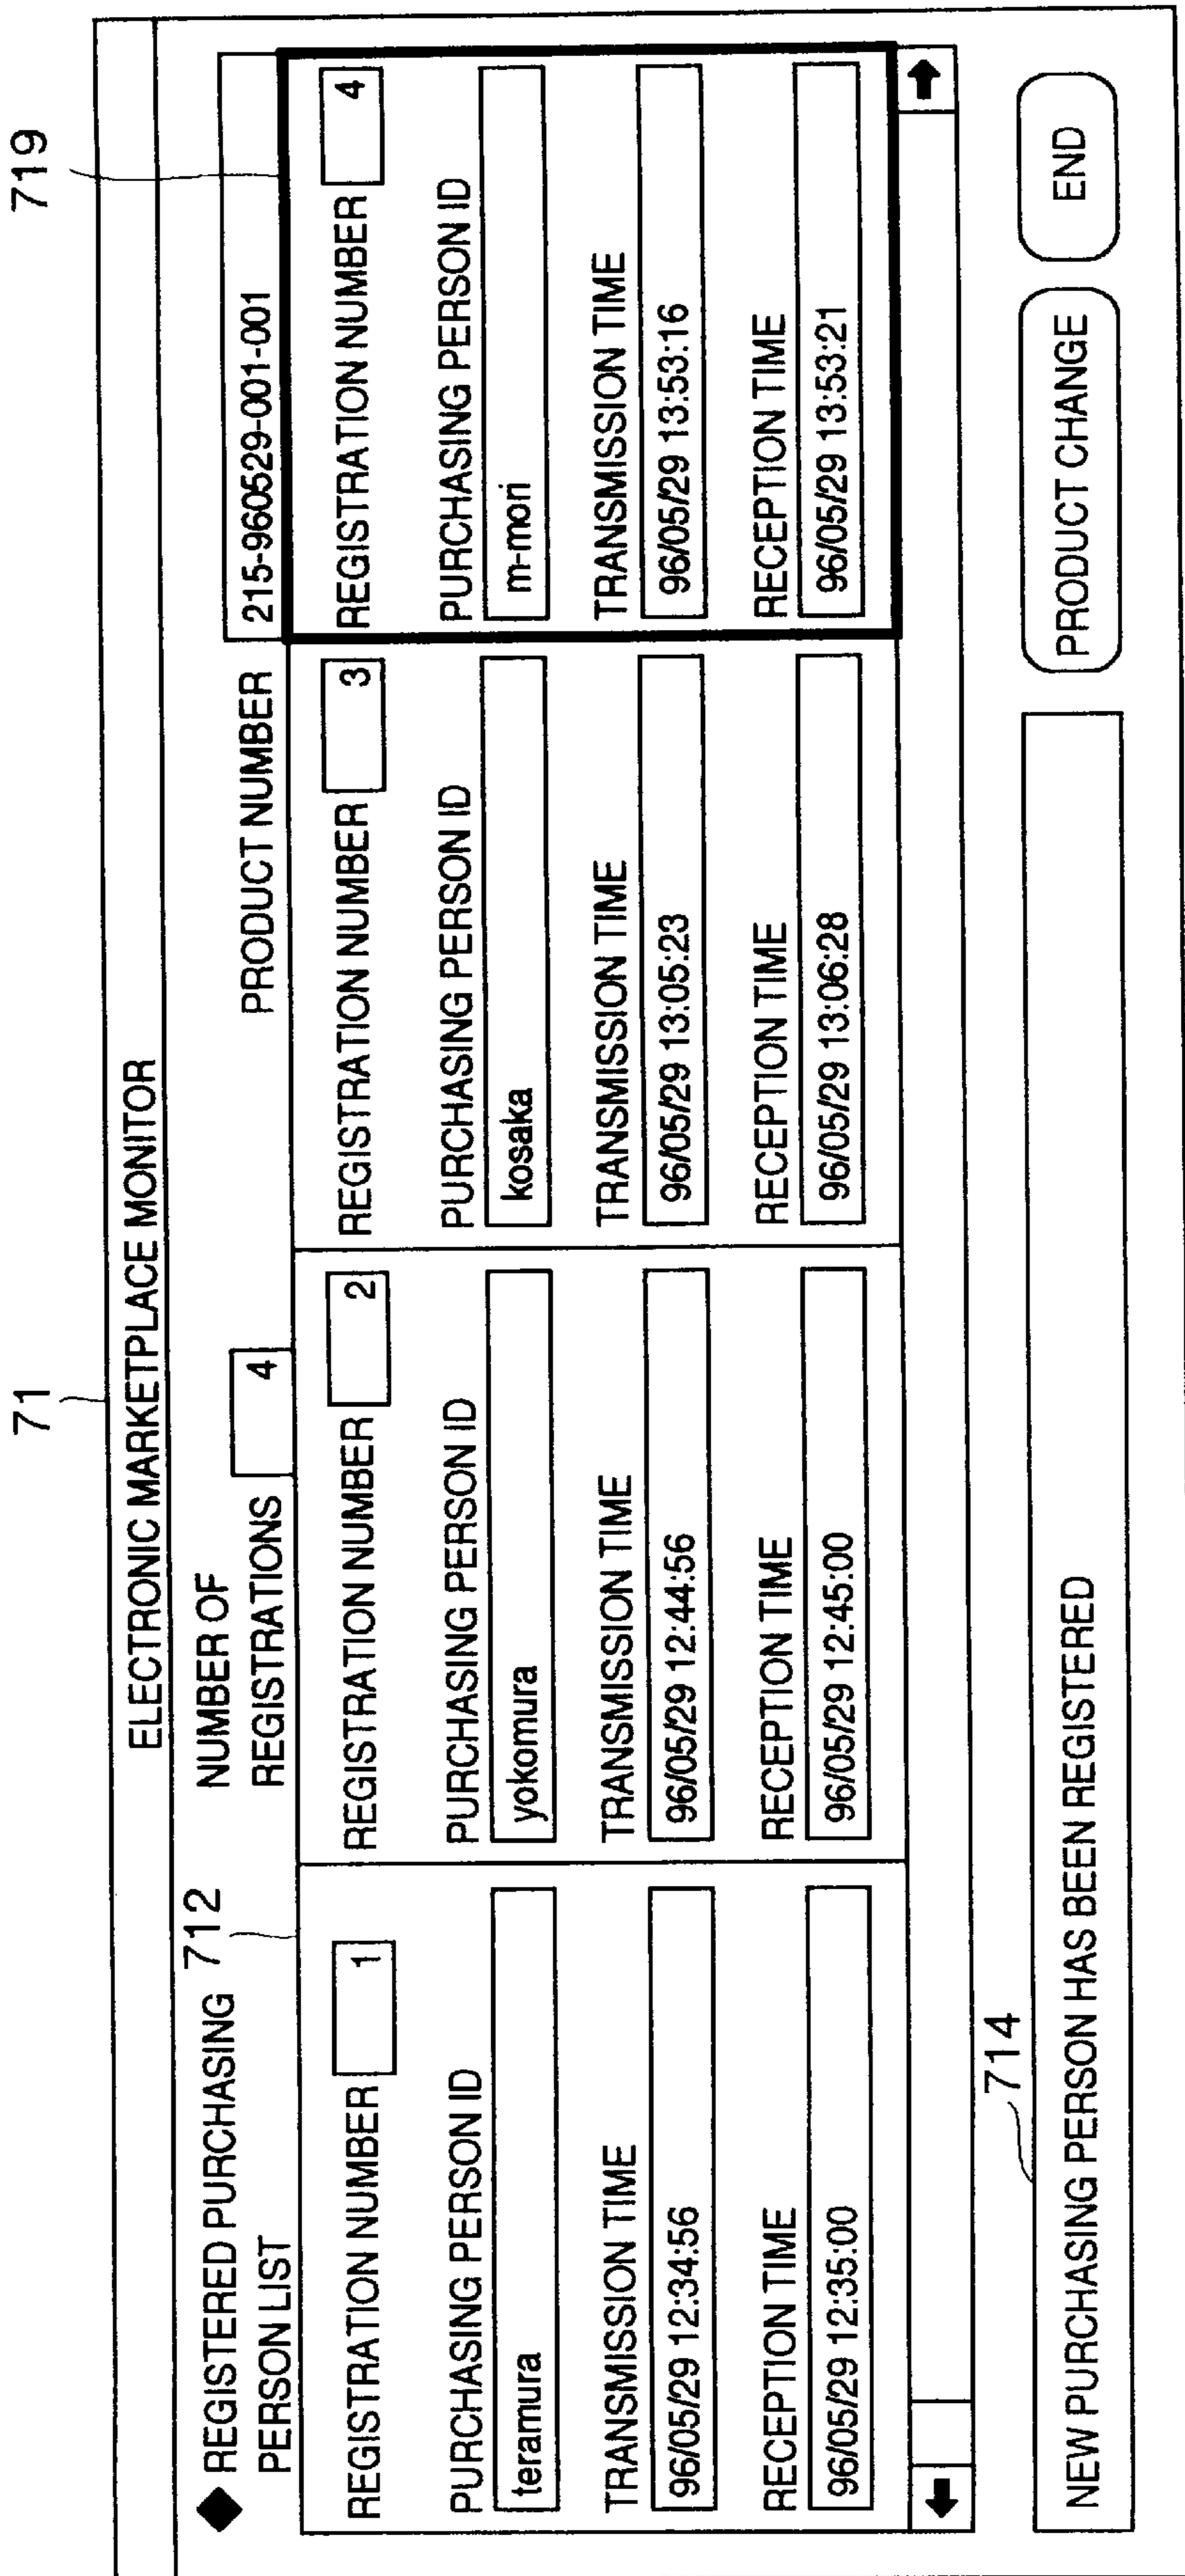 71
719
ELECTRONIC MARKETPLACE MONITOR
◆ REGISTERED PURCHASING
PERSON LIST
712
NUMBER OF
REGISTRATIONS
4
PRODUCT NUMBER
215-960529-001-001
REGISTRATION NUMBER 1
PURCHASING PERSON ID
teramura
TRANSMISSION TIME
96/05/29 12:34:56
RECEPTION TIME
96/05/29 12:35:00
REGISTRATION NUMBER 2
PURCHASING PERSON ID
yokomura
TRANSMISSION TIME
96/05/29 12:44:56
RECEPTION TIME
96/05/29 12:45:00
REGISTRATION NUMBER 3
PURCHASING PERSON ID
kosaka
TRANSMISSION TIME
96/05/29 13:05:23
RECEPTION TIME
96/05/29 13:06:28
REGISTRATION NUMBER 4
PURCHASING PERSON ID
m-mori
TRANSMISSION TIME
96/05/29 13:53:16
RECEPTION TIME
96/05/29 13:53:21
714
NEW PURCHASING PERSON HAS BEEN REGISTERED
PRODUCT CHANGE
END